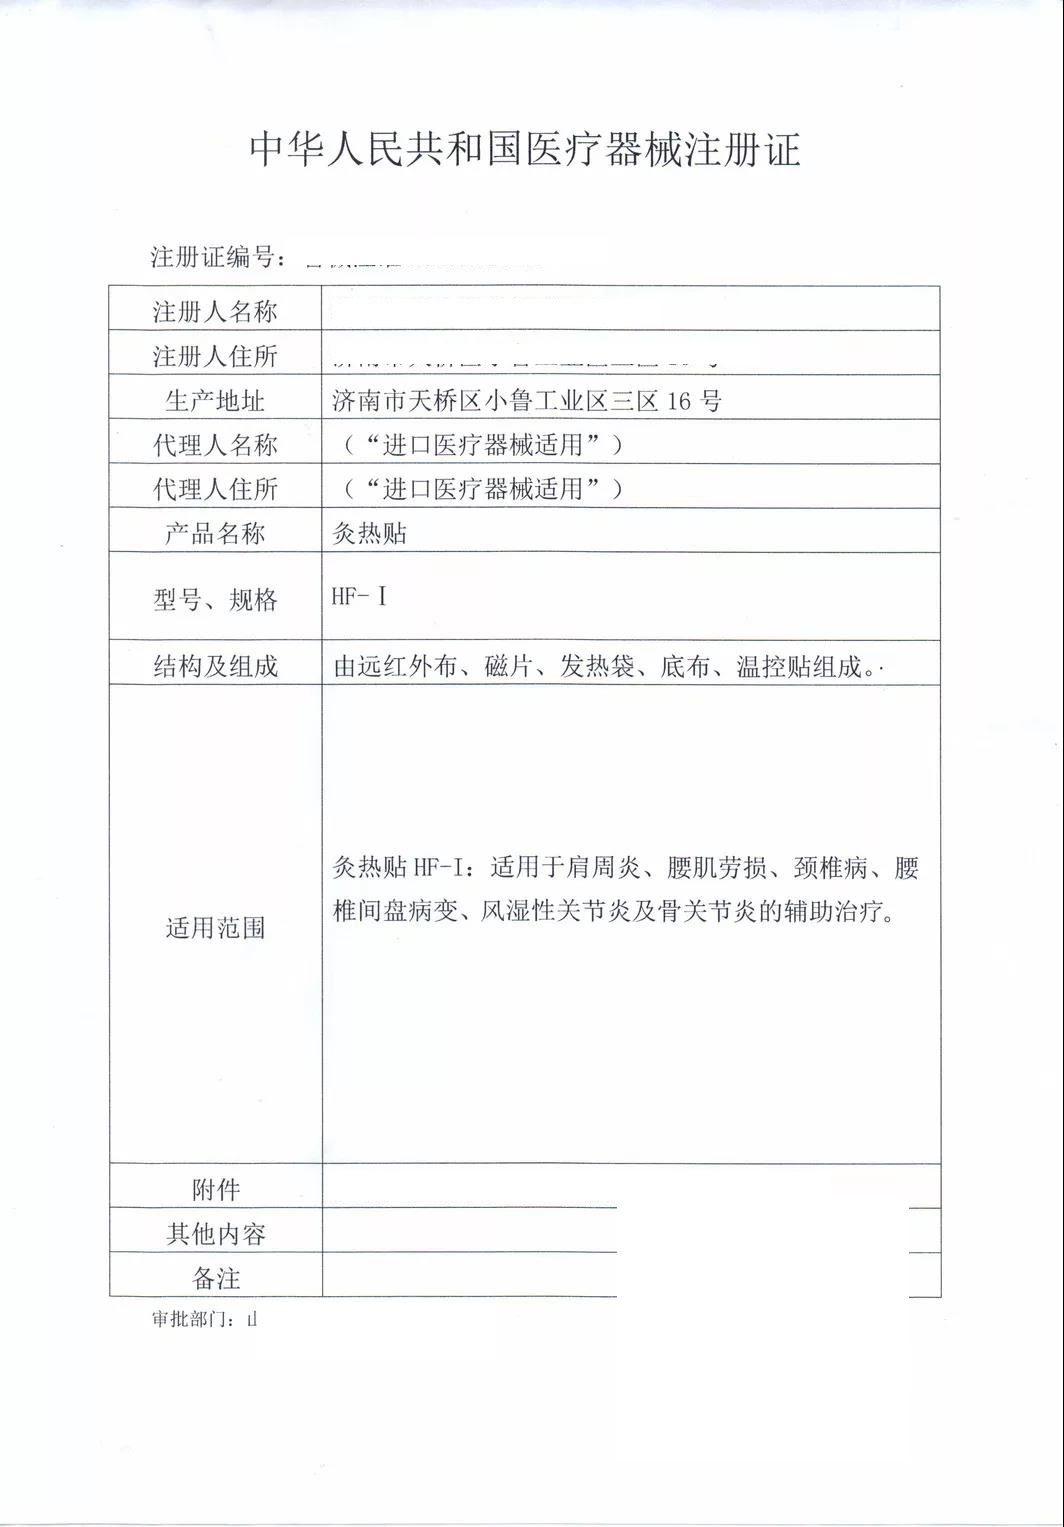 中华人民共和国医疗器械注册证
注册证编号：
注册人名称
注册人住所
生产地址 济南市天桥区小鲁工业区三区16号
代理人名称 （“进口医疗器械适用”）
代理人住所 （“进口医疗器械适用”）
产品名称 灸热贴
型号、规格 HF-Ⅰ
结构及组成 由远红外布、磁片、发热袋、底布、温控贴组成。
适用范围 灸热贴HF-I：适用于肩周炎、腰肌劳损、颈椎病、腰
椎间盘病变、风湿性关节炎及骨关节炎的辅助治疗。
附件
其他内容
备注
审批部门：